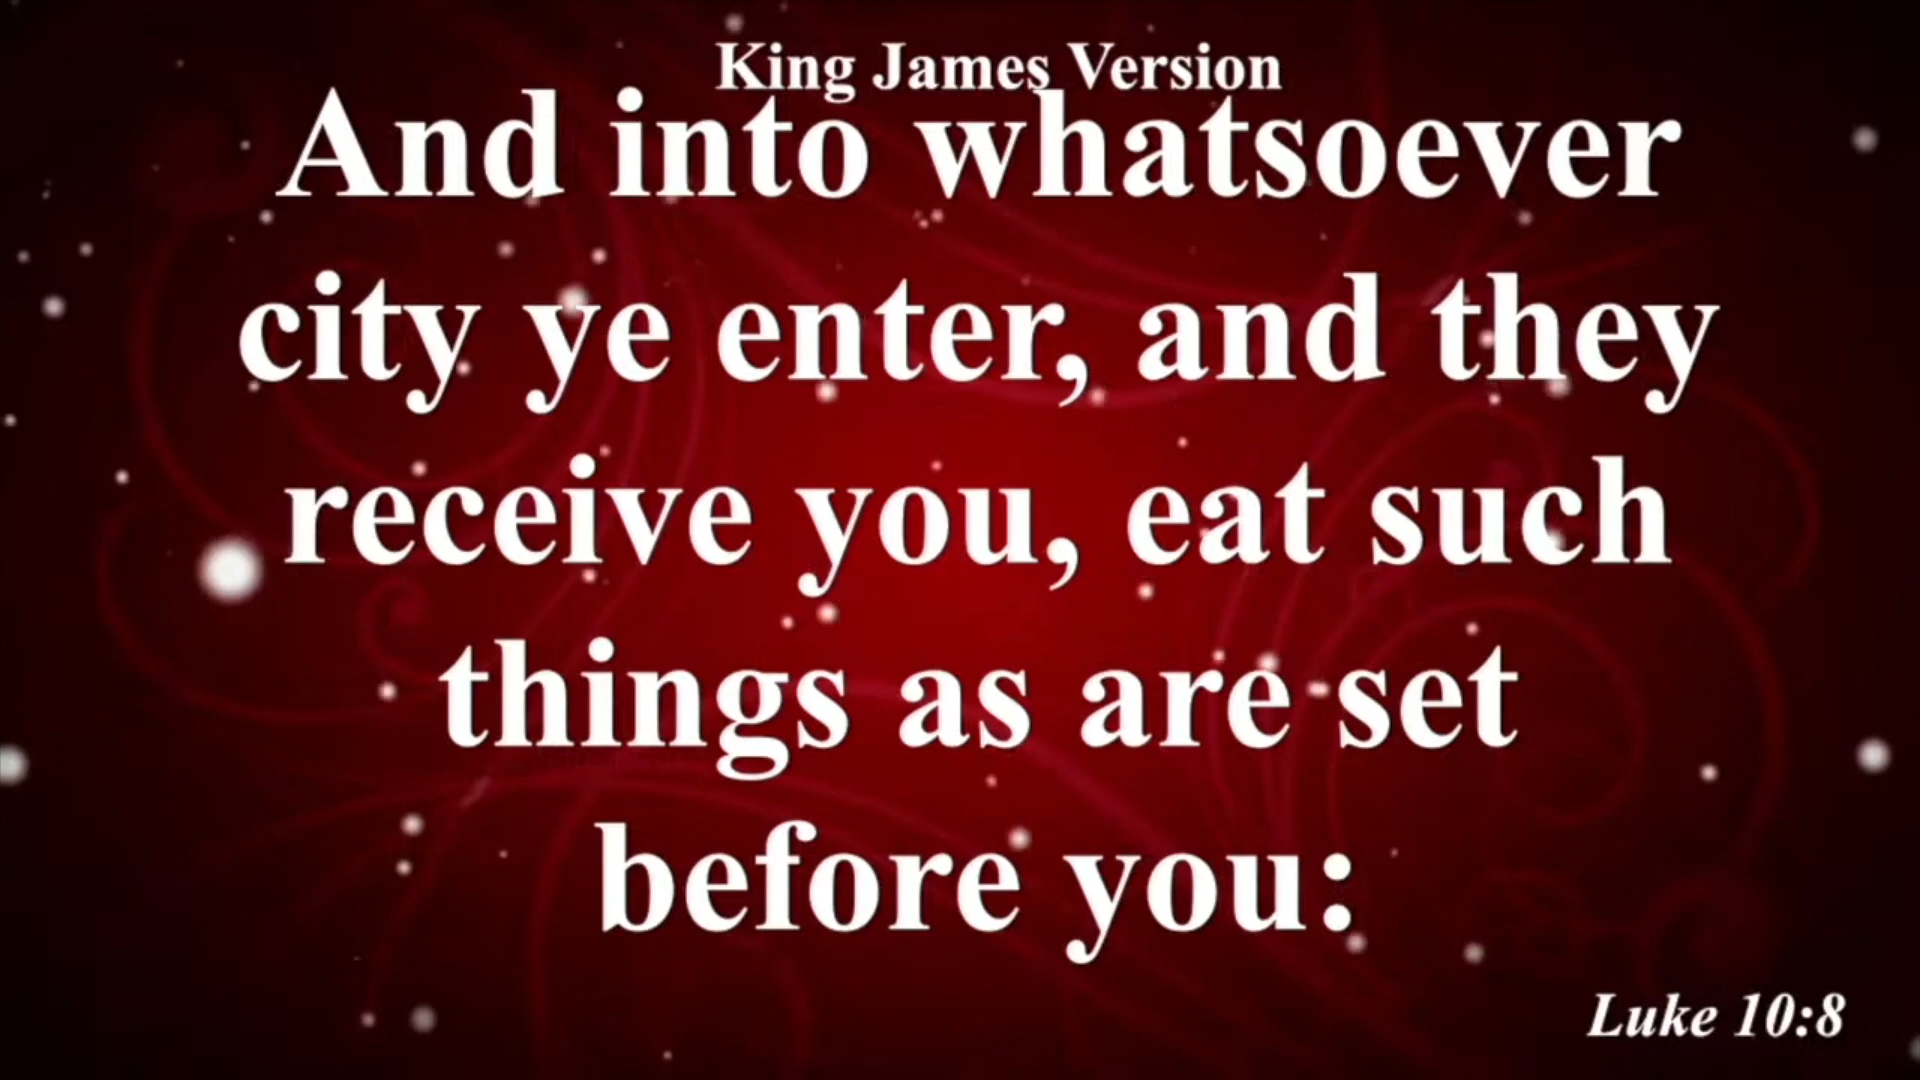 King James Version
And into whatsoever
city ye enter, and they
receive you, eat such
things as are set
before you:
Luke 10:8